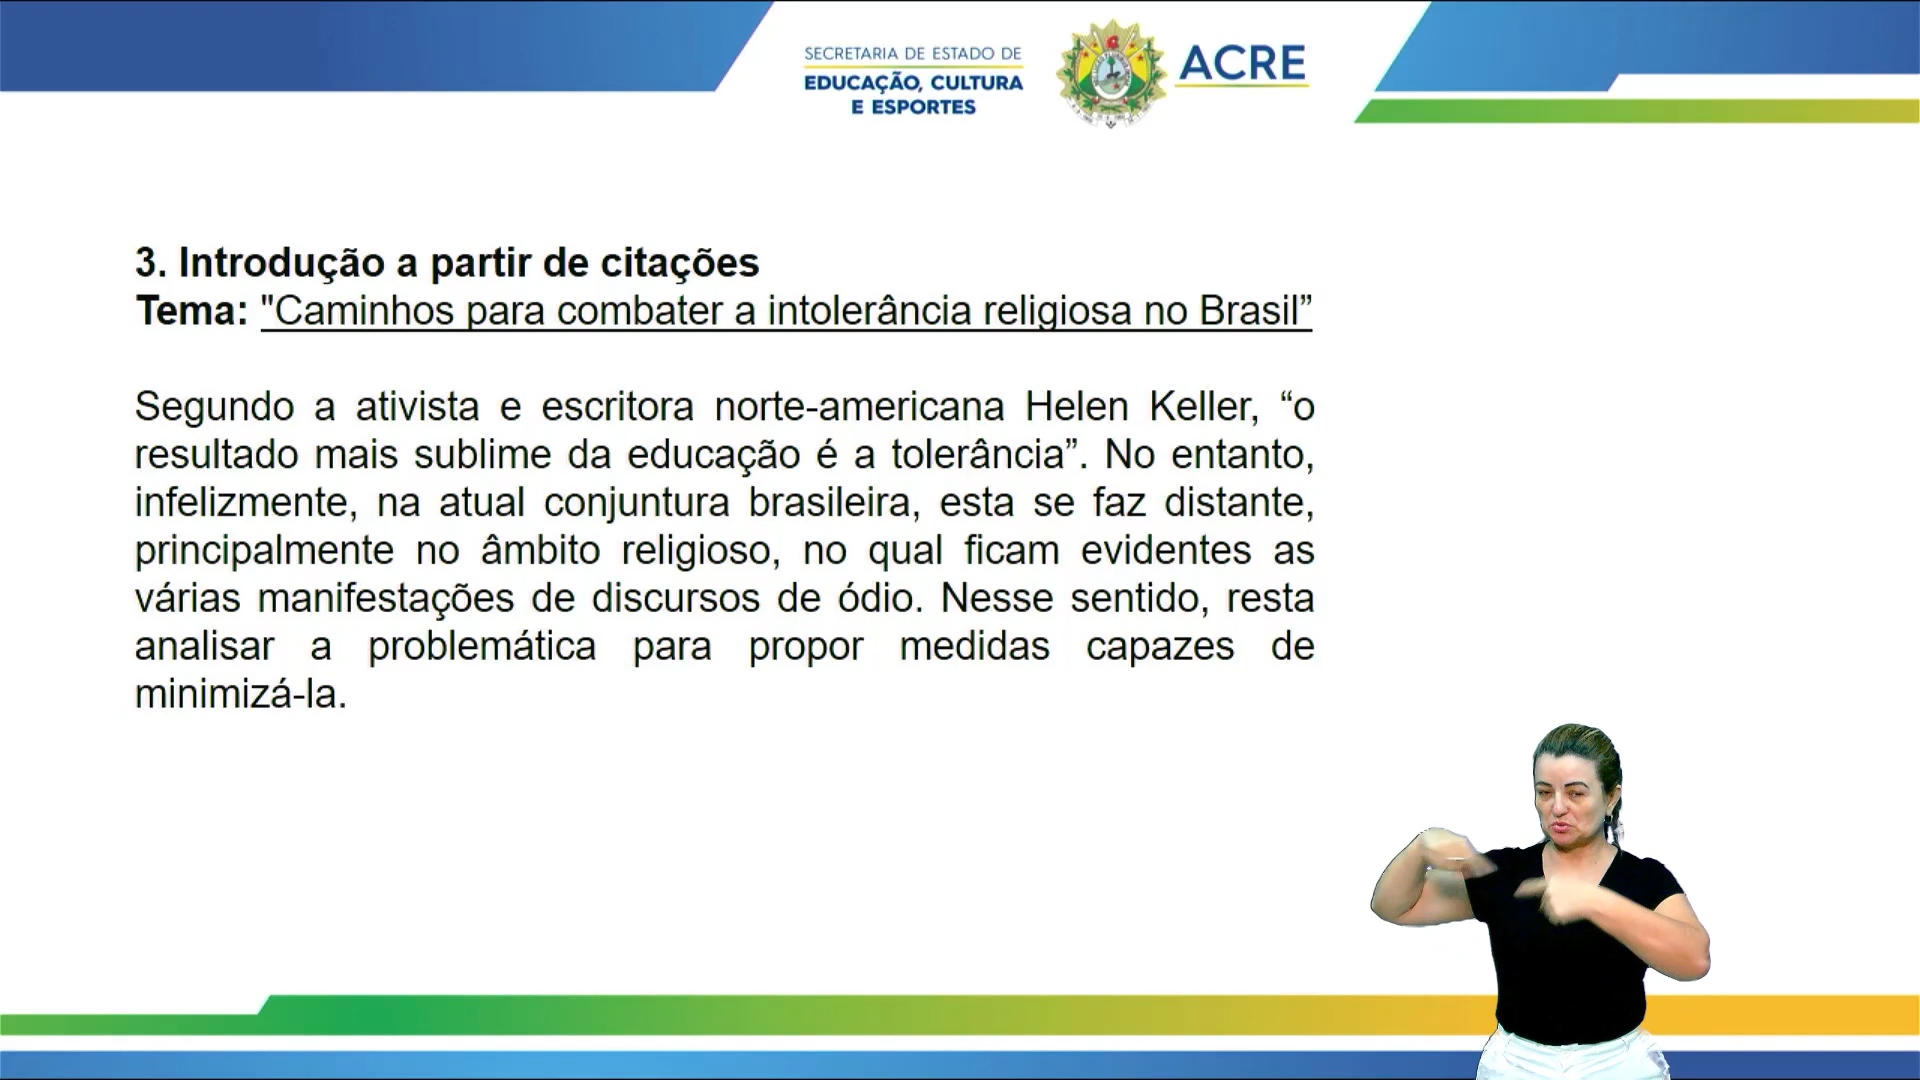 SECRETARIA DE ESTADO DE
EDUCAÇÃO, CULTURA
E ESPORTES
ACRE
3. Introdução a partir de citações
Tema: "Caminhos para combater a intolerância religiosa no Brasil”
Segundo a ativista e escritora norte-americana Helen Keller, “o
resultado mais sublime da educação é a tolerância”. No entanto,
infelizmente, na atual conjuntura brasileira, esta se faz distante,
principalmente no âmbito religioso, no qual ficam evidentes as
várias manifestações de discursos de ódio. Nesse sentido, resta
analisar a problemática para propor medidas capazes de
minimizá-la.